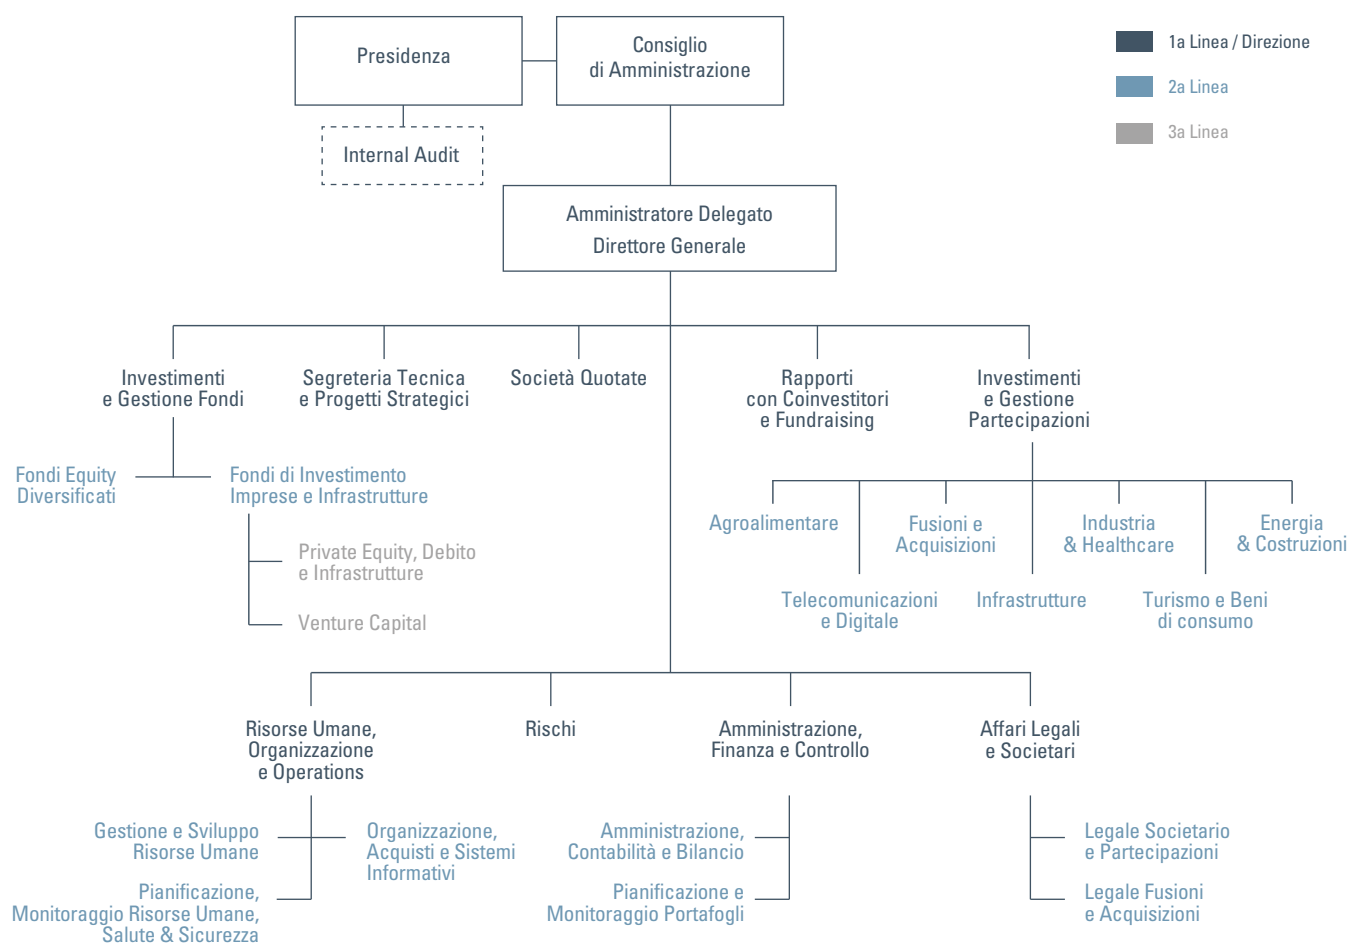 Presidenza
Consiglio
di Amministrazione
1a Linea / Direzione
2a Linea
3a Linea
Internal Audit
Amministratore Delegato
Direttore Generale
Investimenti
e Gestione Fondi
Segreteria Tecnica
e Progetti Strategici
Società Quotate
Rapporti
con Coinvestitori
e Fundraising
Investimenti
e Gestione
Partecipazioni
Fondi Equity
Diversificati
Fondi di Investimento
Imprese e Infrastrutture
Private Equity, Debito
e Infrastrutture
Venture Capital
Agroalimentare
Fusioni e
Acquisizioni
Industria
& Healthcare
Energia
& Costruzioni
Telecomunicazioni
e Digitale
Infrastrutture
Turismo e Beni
di consumo
Risorse Umane,
Organizzazione
e Operations
Rischi
Amministrazione,
Finanza e Controllo
Affari Legali
e Societari
Gestione e Sviluppo
Risorse Umane
Organizzazione,
Acquisti e Sistemi
Informativi
Pianificazione,
Monitoraggio Risorse Umane,
Salute & Sicurezza
Amministrazione,
Contabilità e Bilancio
Pianificazione e
Monitoraggio Portafogli
Legale Societario
e Partecipazioni
Legale Fusioni
e Acquisizioni